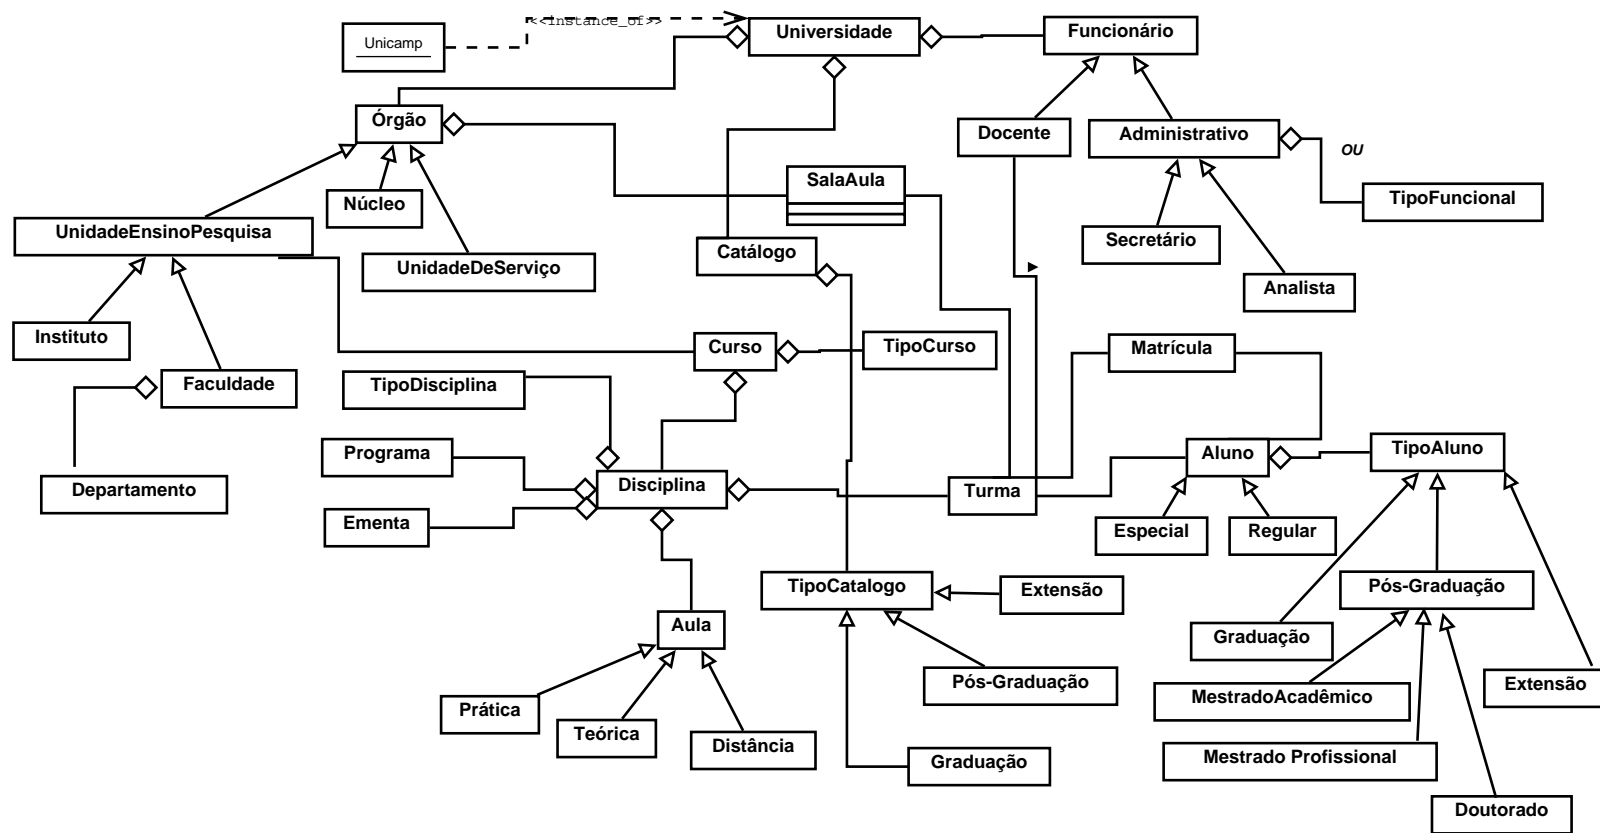 <<instance_of>>
Unicamp
Universidade
Funcionário
Órgão
Docente
Administrativo
OU
SalaAula
TipoFuncional
Núcleo
UnidadeEnsinoPesquisa
Secretário
UnidadeDeServiço
Catálogo
Analista
Instituto
Curso
TipoCurso
Matrícula
Faculdade
TipoDisciplina
Programa
Aluno
TipoAluno
Departamento
Disciplina
Turma
Ementa
Especial
Regular
TipoCatalogo
Extensão
Pós-Graduação
Aula
Graduação
Pós-Graduação
MestradoAcadêmico
Extensão
Prática
Teórica
Distância
Graduação
Mestrado Profissional
Doutorado